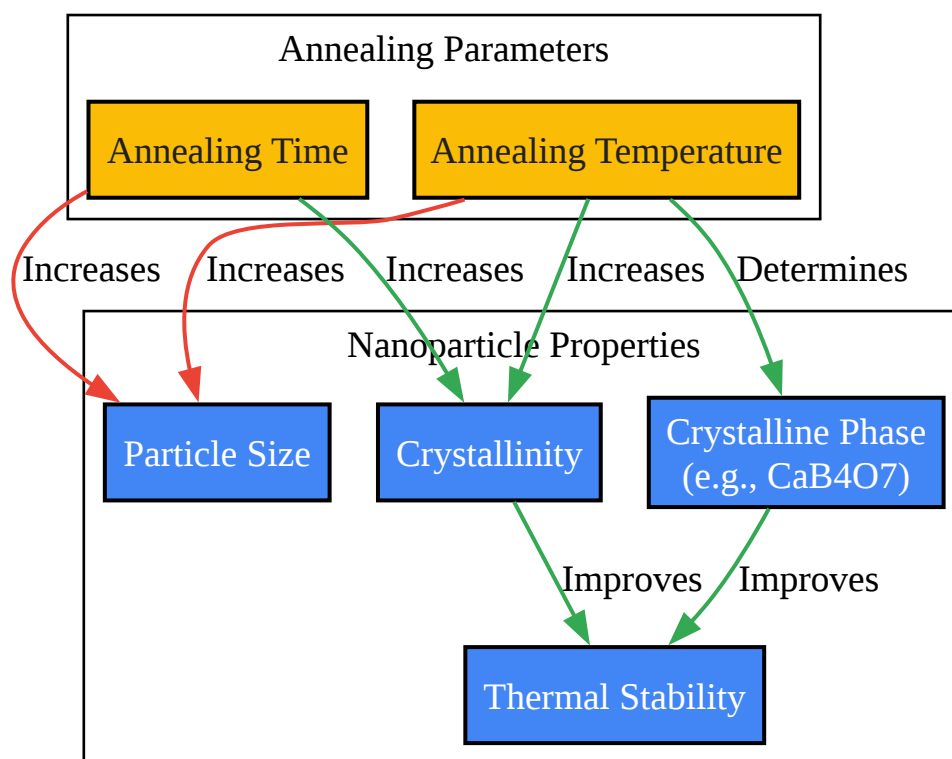 Annealing Parameters
Annealing Time
Annealing Temperature
Increases
Increases
Increases
Increases
Determines
Nanoparticle Properties
Particle Size
Crystallinity
Crystalline Phase
(e.g., CaB4O7)
Improves
Improves
Thermal Stability